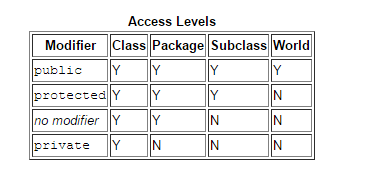 Access Levels
Modifier Class Package Subclass World
public Y Y Y Y
protected Y Y Y N
no modifier Y Y N N
private Y N N N